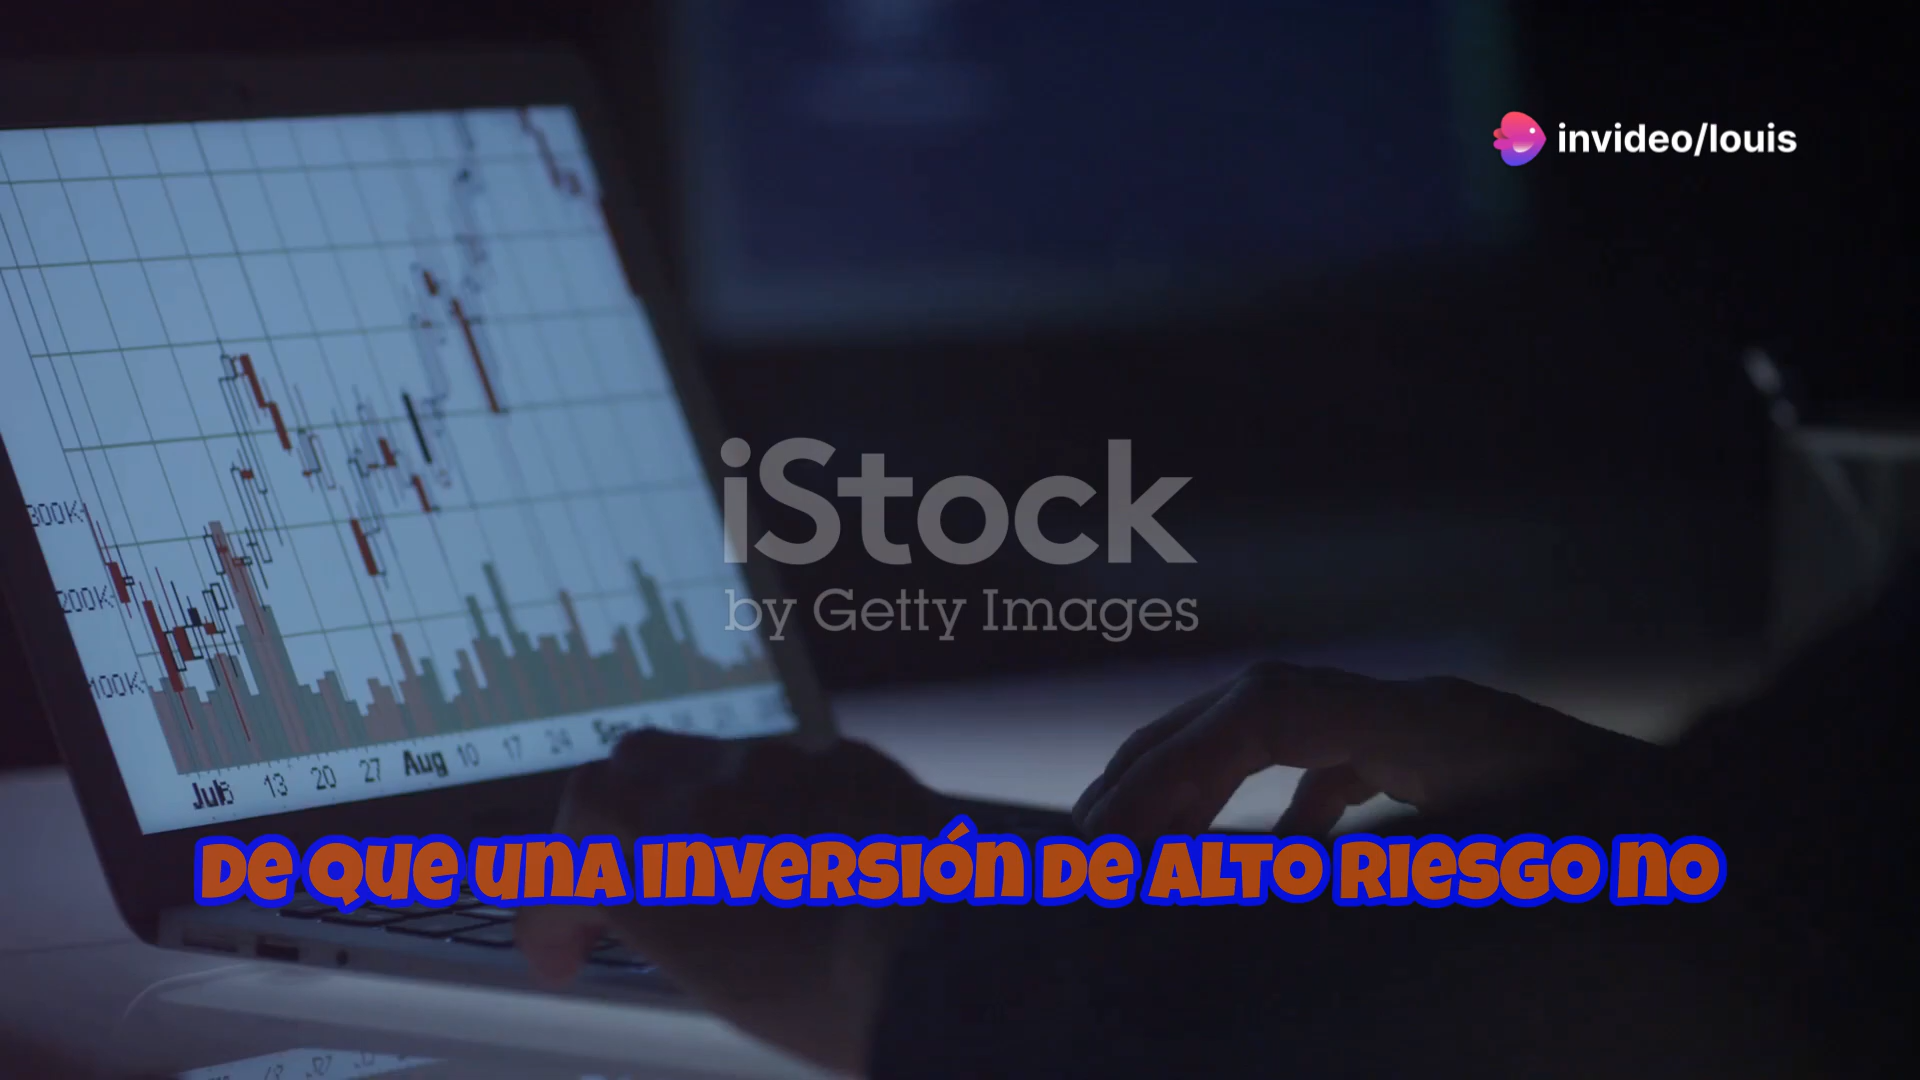 invideo/louis
iStock
by Getty Images
300K
200K
100K
Jul 6 13 20 27 Aug 10 17 24
DE QUE UNA INVERSIÓN DE ALTO RIESGO NO